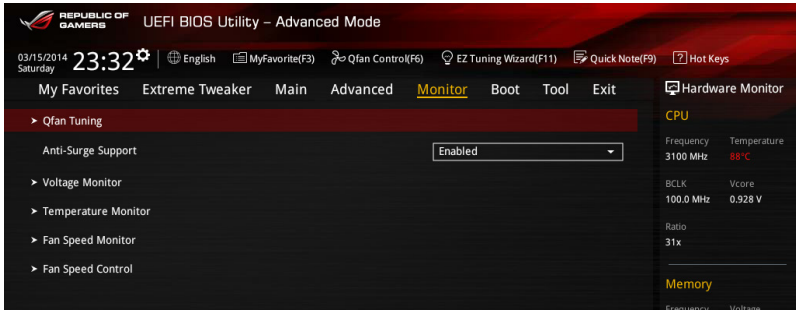 REPUBLIC OF
GAMERS
UEFI BIOS Utility – Advanced Mode
03/15/2014
Saturday
23:32
English
MyFavorite(F3)
Qfan Control(F6)
EZ Tuning Wizard(F11)
Quick Note(F9)
? Hot Keys
My Favorites
Extreme Tweaker
Main
Advanced
Monitor
Boot
Tool
Exit
Hardware Monitor
> Qfan Tuning
Anti-Surge Support
Enabled
> Voltage Monitor
> Temperature Monitor
> Fan Speed Monitor
> Fan Speed Control
CPU
Frequency Temperature
3100 MHz 88°C
BCLK Vcore
100.0 MHz 0.928 V
Ratio
31x
Memory
Frequency Voltage